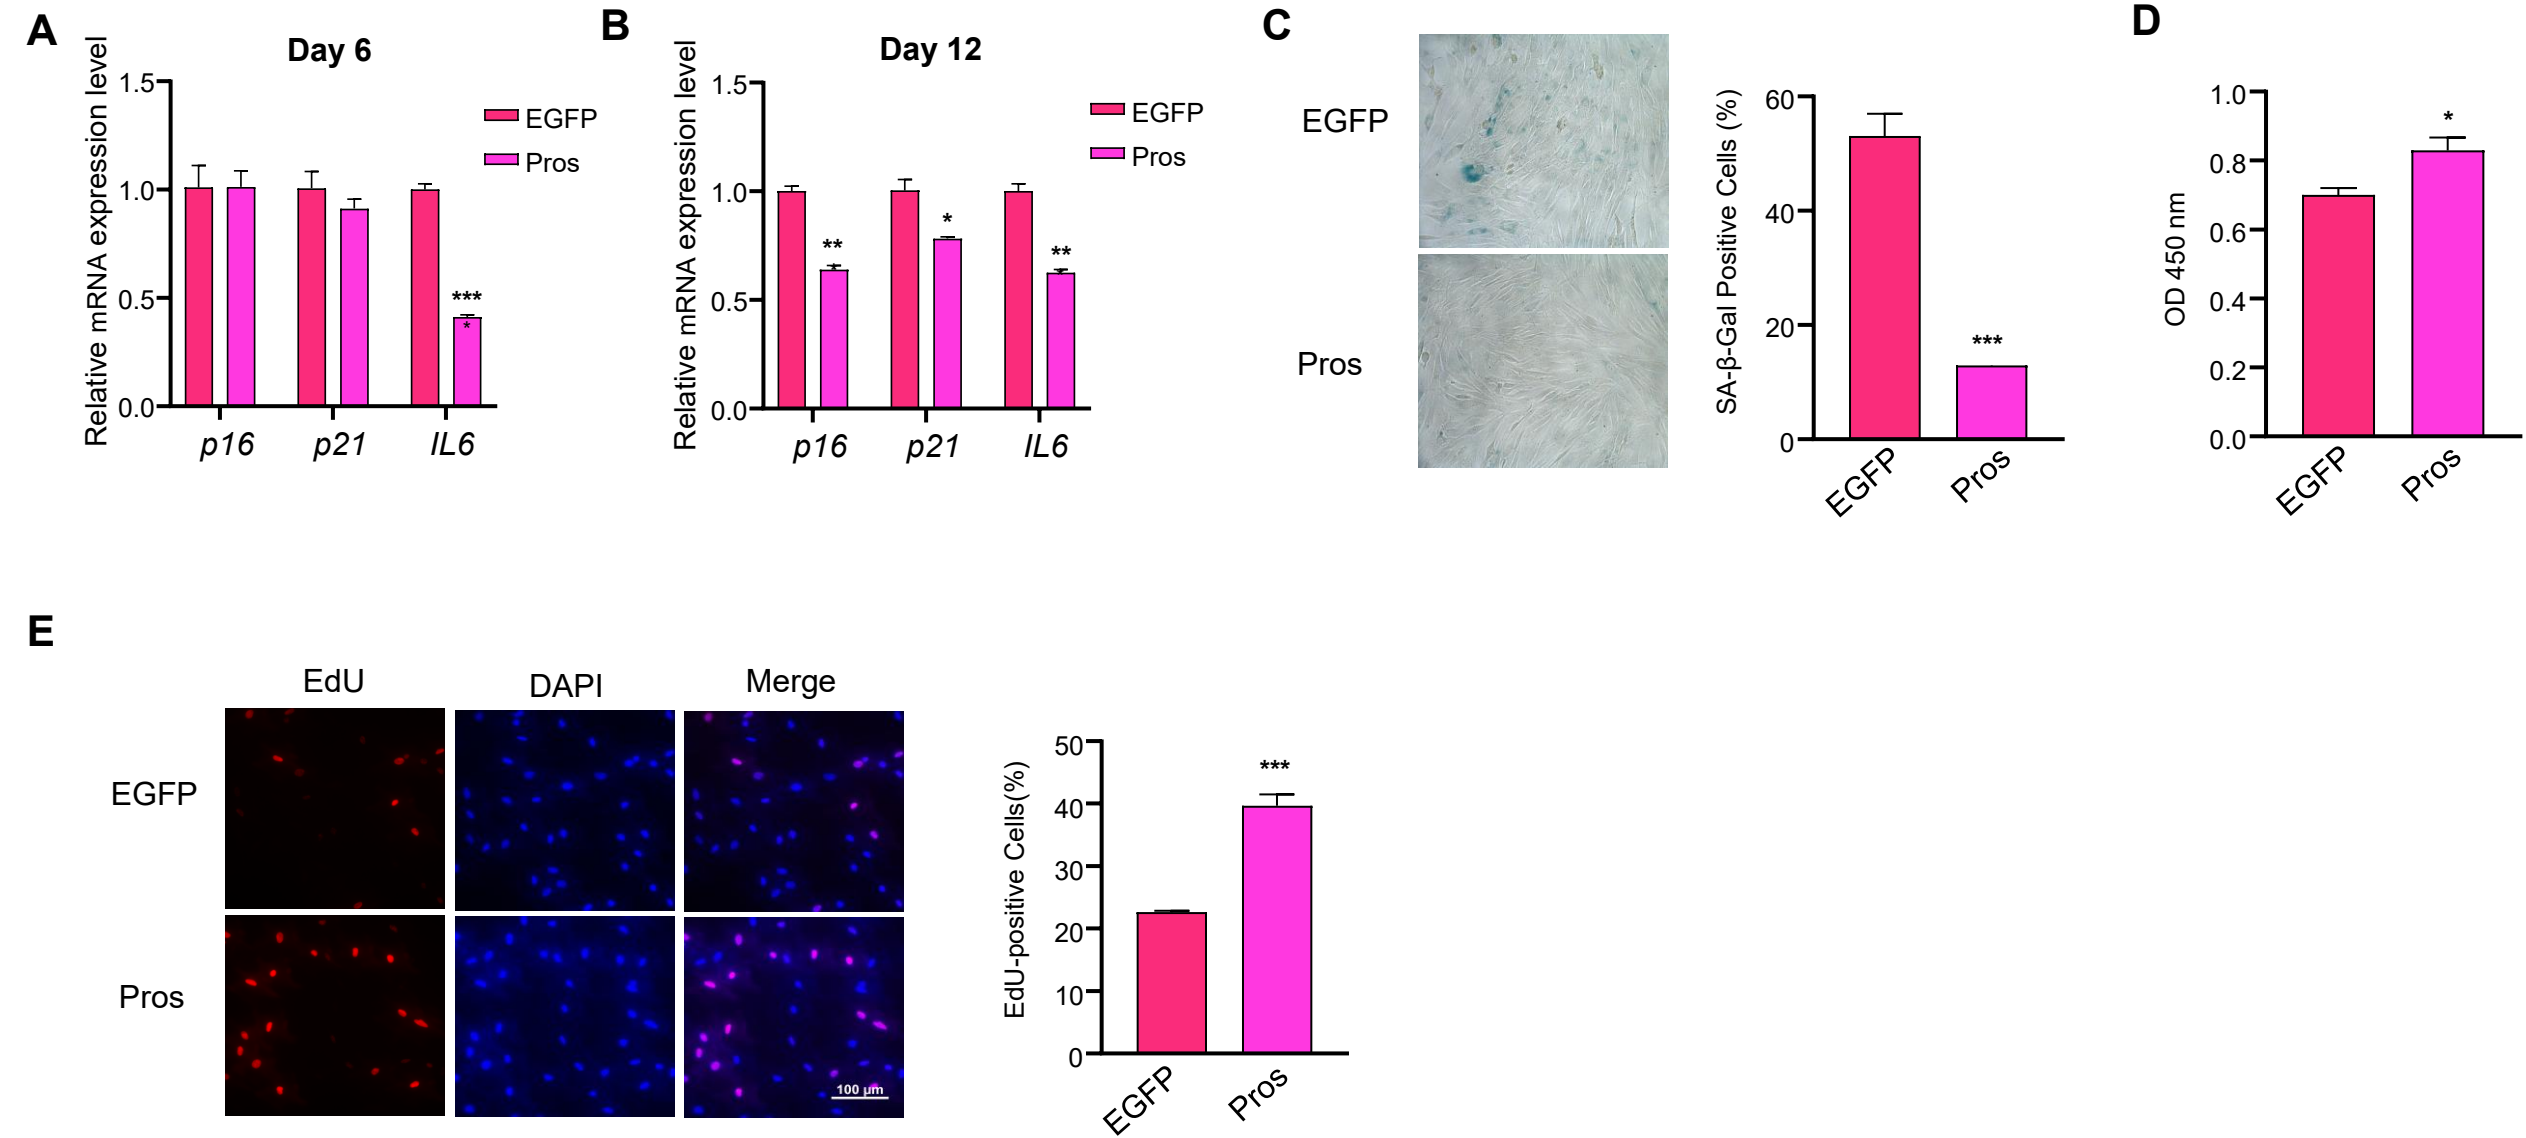 A
Day 6
Relative mRNA expression level
1.5
1.0
0.5
0.0
EGFP
Pros
***
*
p16
p21
IL6
B
Day 12
Relative mRNA expression level
1.5
1.0
0.5
0.0
EGFP
Pros
**
*
**
p16
p21
IL6
C
EGFP
Pros
SA-β-Gal Positive Cells (%)
60
40
20
0
***
EGFP
Pros
D
OD 450 nm
1.0
0.8
0.6
0.4
0.2
0.0
*
EGFP
Pros
E
EdU
DAPI
Merge
EGFP
Pros
100 μm
EdU-positive Cells(%)
50
40
30
20
10
0
***
EGFP
Pros